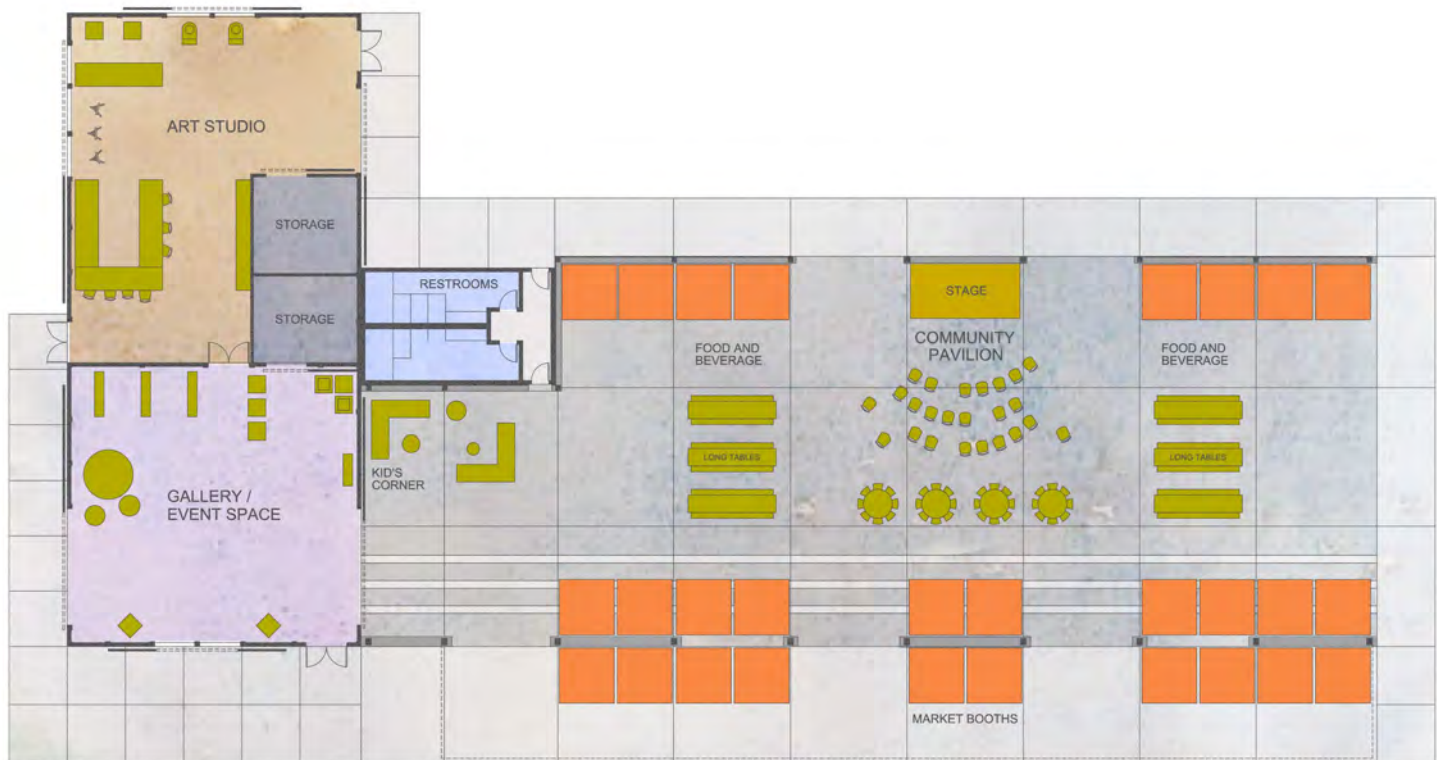 ART STUDIO
STORAGE
STORAGE
RESTROOMS
STAGE
FOOD AND
BEVERAGE
COMMUNITY
PAVILION
FOOD AND
BEVERAGE
LONG TABLES
LONG TABLES
KID'S
CORNER
GALLERY /
EVENT SPACE
MARKET BOOTHS